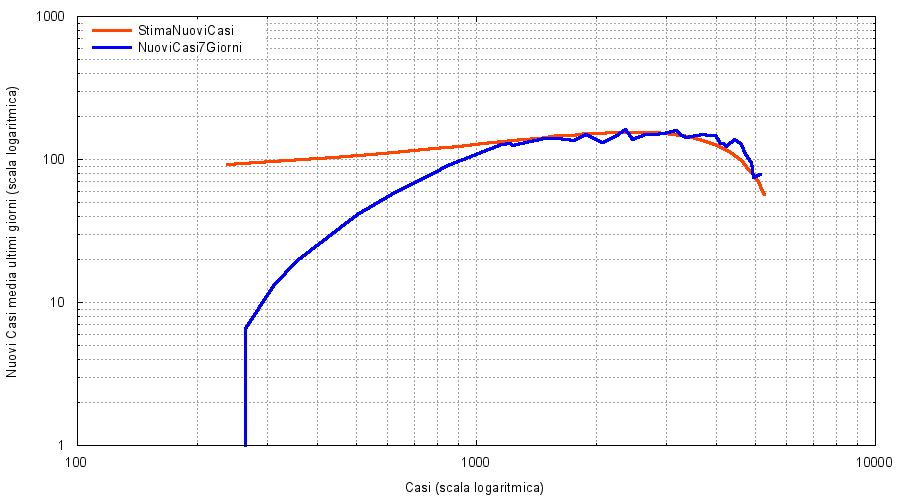 1000
StimaNuoviCasi
NuoviCasi7Giorni
100
10
1
100
1000
10000
Nuovi Casi media ultimi giorni (scala logaritmica)
Casi (scala logaritmica)